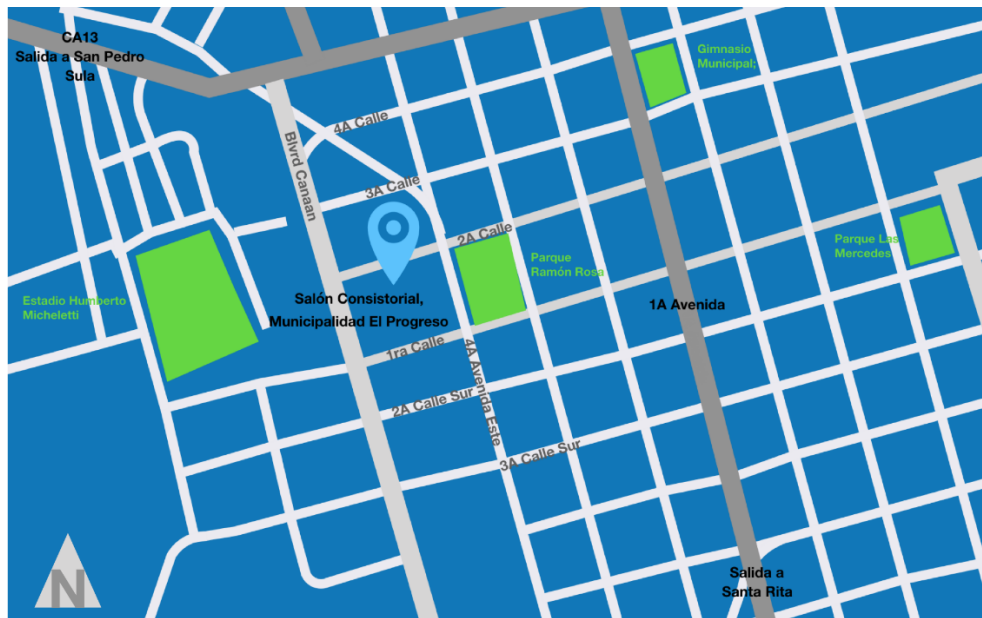 CA13
Salida a San Pedro
Sula
Gimnasio
Municipal;
4A Calle
Blvrd Canaan
3A Calle
2A Calle
Parque
Ramón Rosa
Parque Las
Mercedes
Estadio Humberto
Micheletti
Salón Consistorial,
Municipalidad El Progreso
1A Avenida
1ra Calle
4A Avenida Este
2A Calle Sur
3A Calle Sur
Salida a
Santa Rita
N